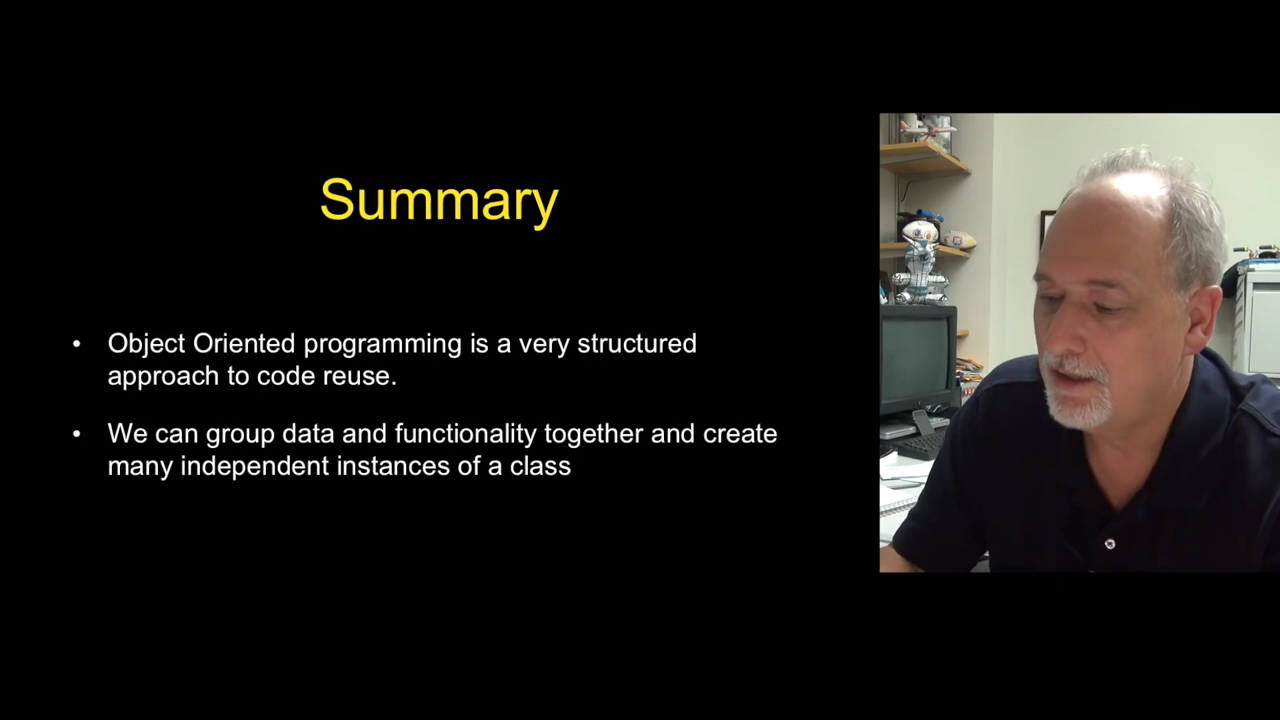 Summary
• Object Oriented programming is a very structured
approach to code reuse.
• We can group data and functionality together and create
many independent instances of a class